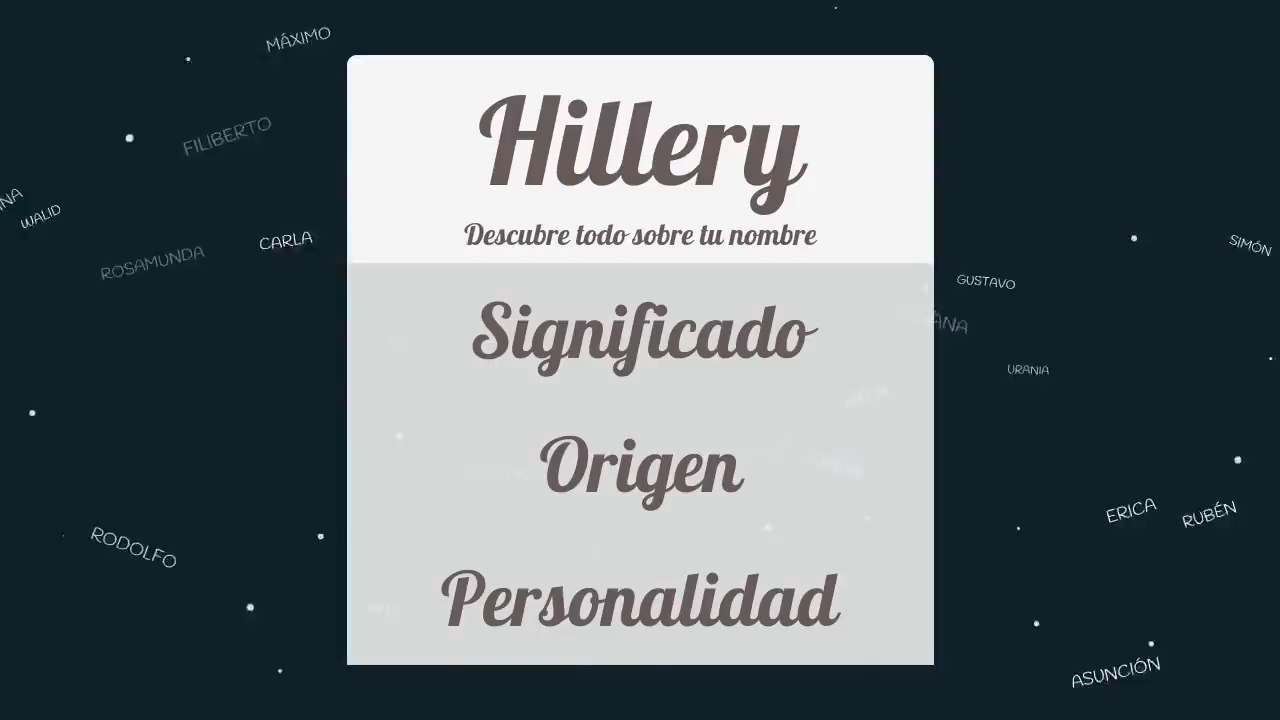 MÁXIMO
FILIBERTO
WALID
ROSAMUNDA
CARLA
Hillery
Descubre todo sobre tu nombre
SIMÓN
GUSTAVO
URANIA
Significado
Origen
RODOLFO
ERICA
RUBÉN
Personalidad
ASUNCIÓN